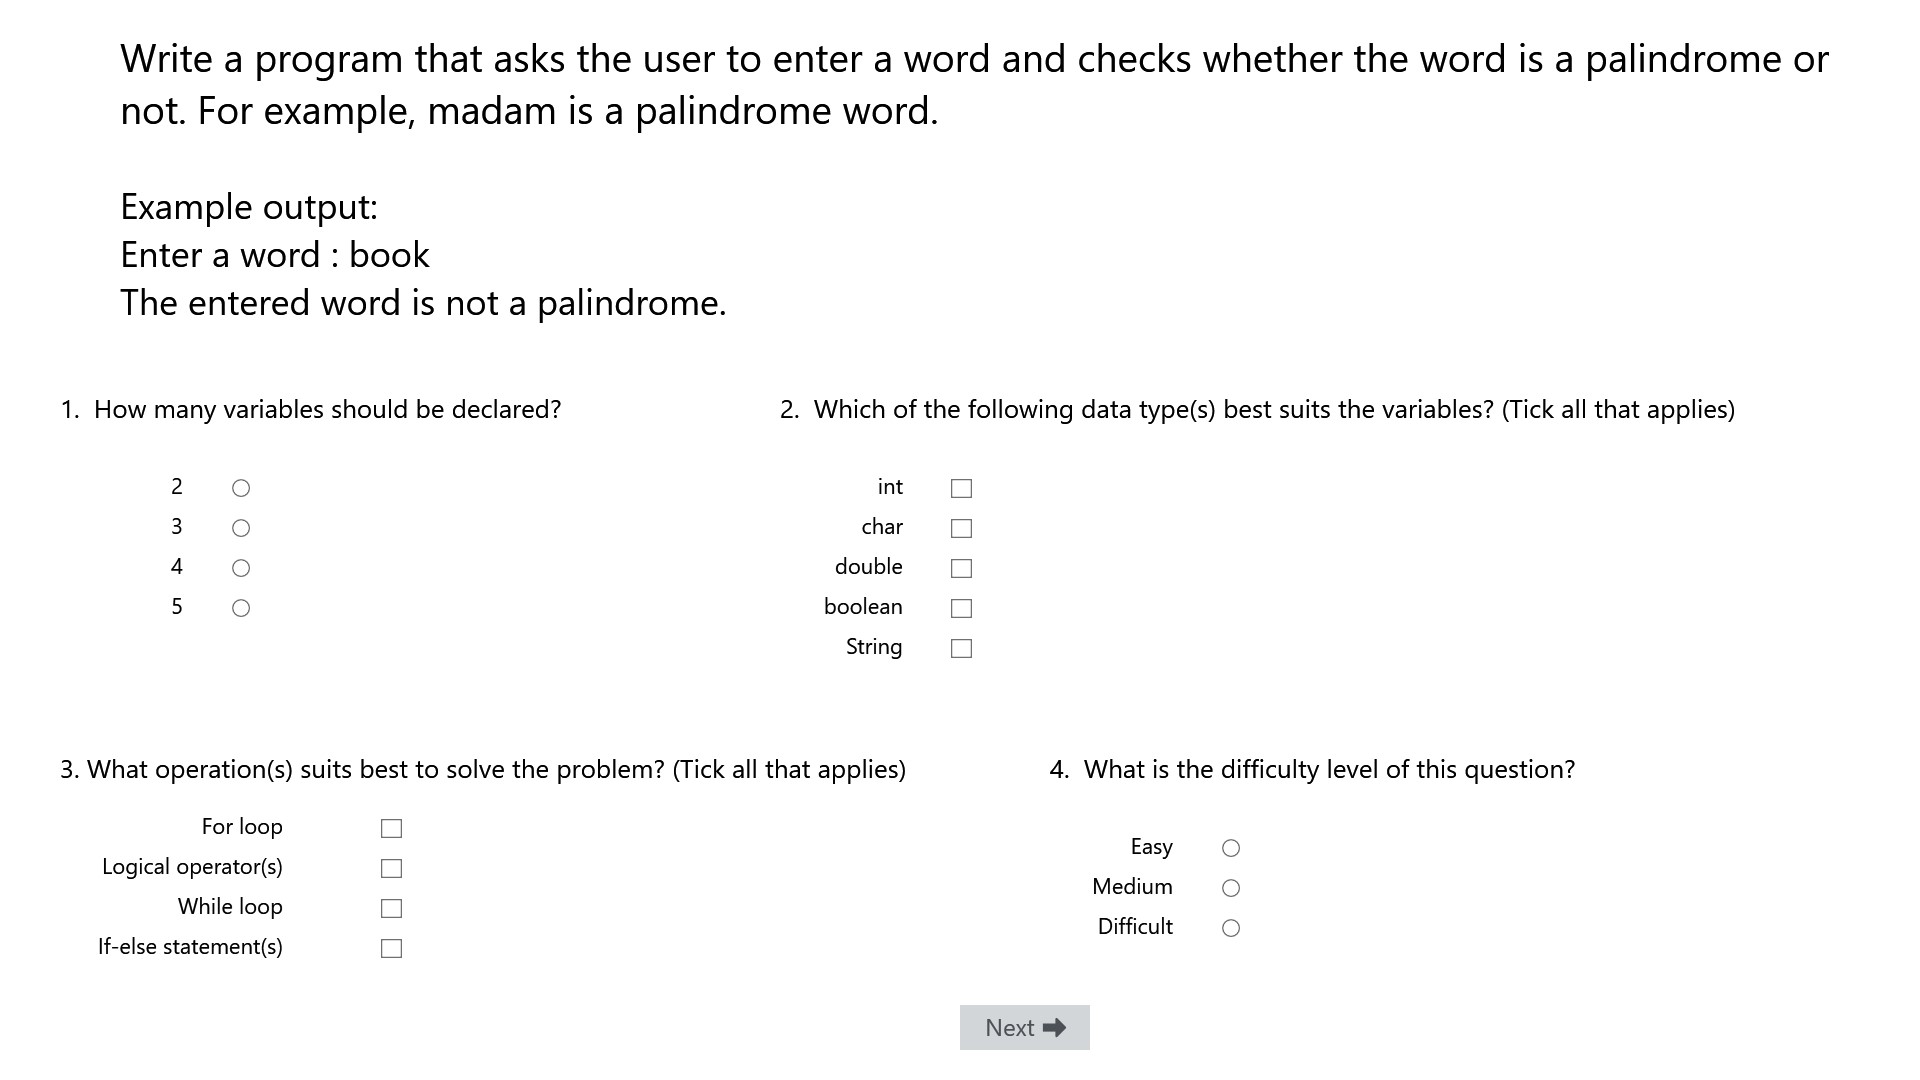 Write a program that asks the user to enter a word and checks whether the word is a palindrome or
not. For example, madam is a palindrome word.
Example output:
Enter a word : book
The entered word is not a palindrome.
1. How many variables should be declared?
2
3
4
5
2. Which of the following data type(s) best suits the variables? (Tick all that applies)
int
char
double
boolean
String
3. What operation(s) suits best to solve the problem? (Tick all that applies)
For loop
Logical operator(s)
While loop
If-else statement(s)
4. What is the difficulty level of this question?
Easy
Medium
Difficult
Next